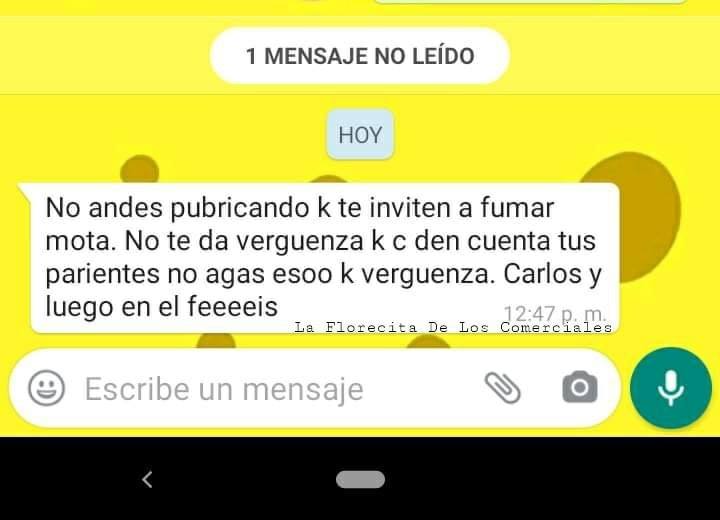 1 MENSAJE NO LEÍDO
HOY
No andes pubricando k te inviten a fumar
mota. No te da verguenza k c den cuenta tus
parientes no agas esoo k verguenza. Carlos y
luego en el feeeeis
12:47 p. m.
La Florecita De Los Comerciales
Escribe un mensaje